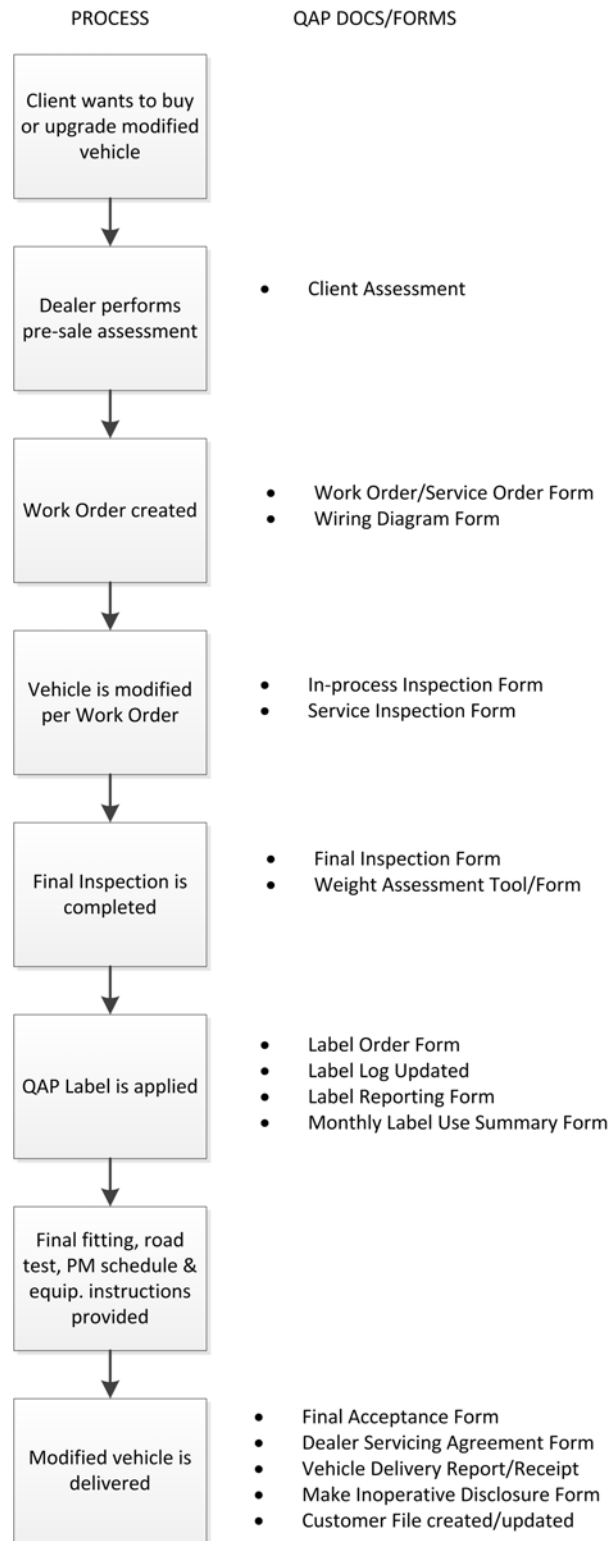 PROCESS
QAP DOCS/FORMS
Client wants to buy
or upgrade modified
vehicle
Dealer performs
pre-sale assessment
• Client Assessment
Work Order created
• Work Order/Service Order Form
• Wiring Diagram Form
Vehicle is modified
per Work Order
• In-process Inspection Form
• Service Inspection Form
Final Inspection is
completed
• Final Inspection Form
• Weight Assessment Tool/Form
QAP Label is applied
• Label Order Form
• Label Log Updated
• Label Reporting Form
• Monthly Label Use Summary Form
Final fitting, road
test, PM schedule &
equip. instructions
provided
Modified vehicle is
delivered
• Final Acceptance Form
• Dealer Servicing Agreement Form
• Vehicle Delivery Report/Receipt
• Make Inoperative Disclosure Form
• Customer File created/updated